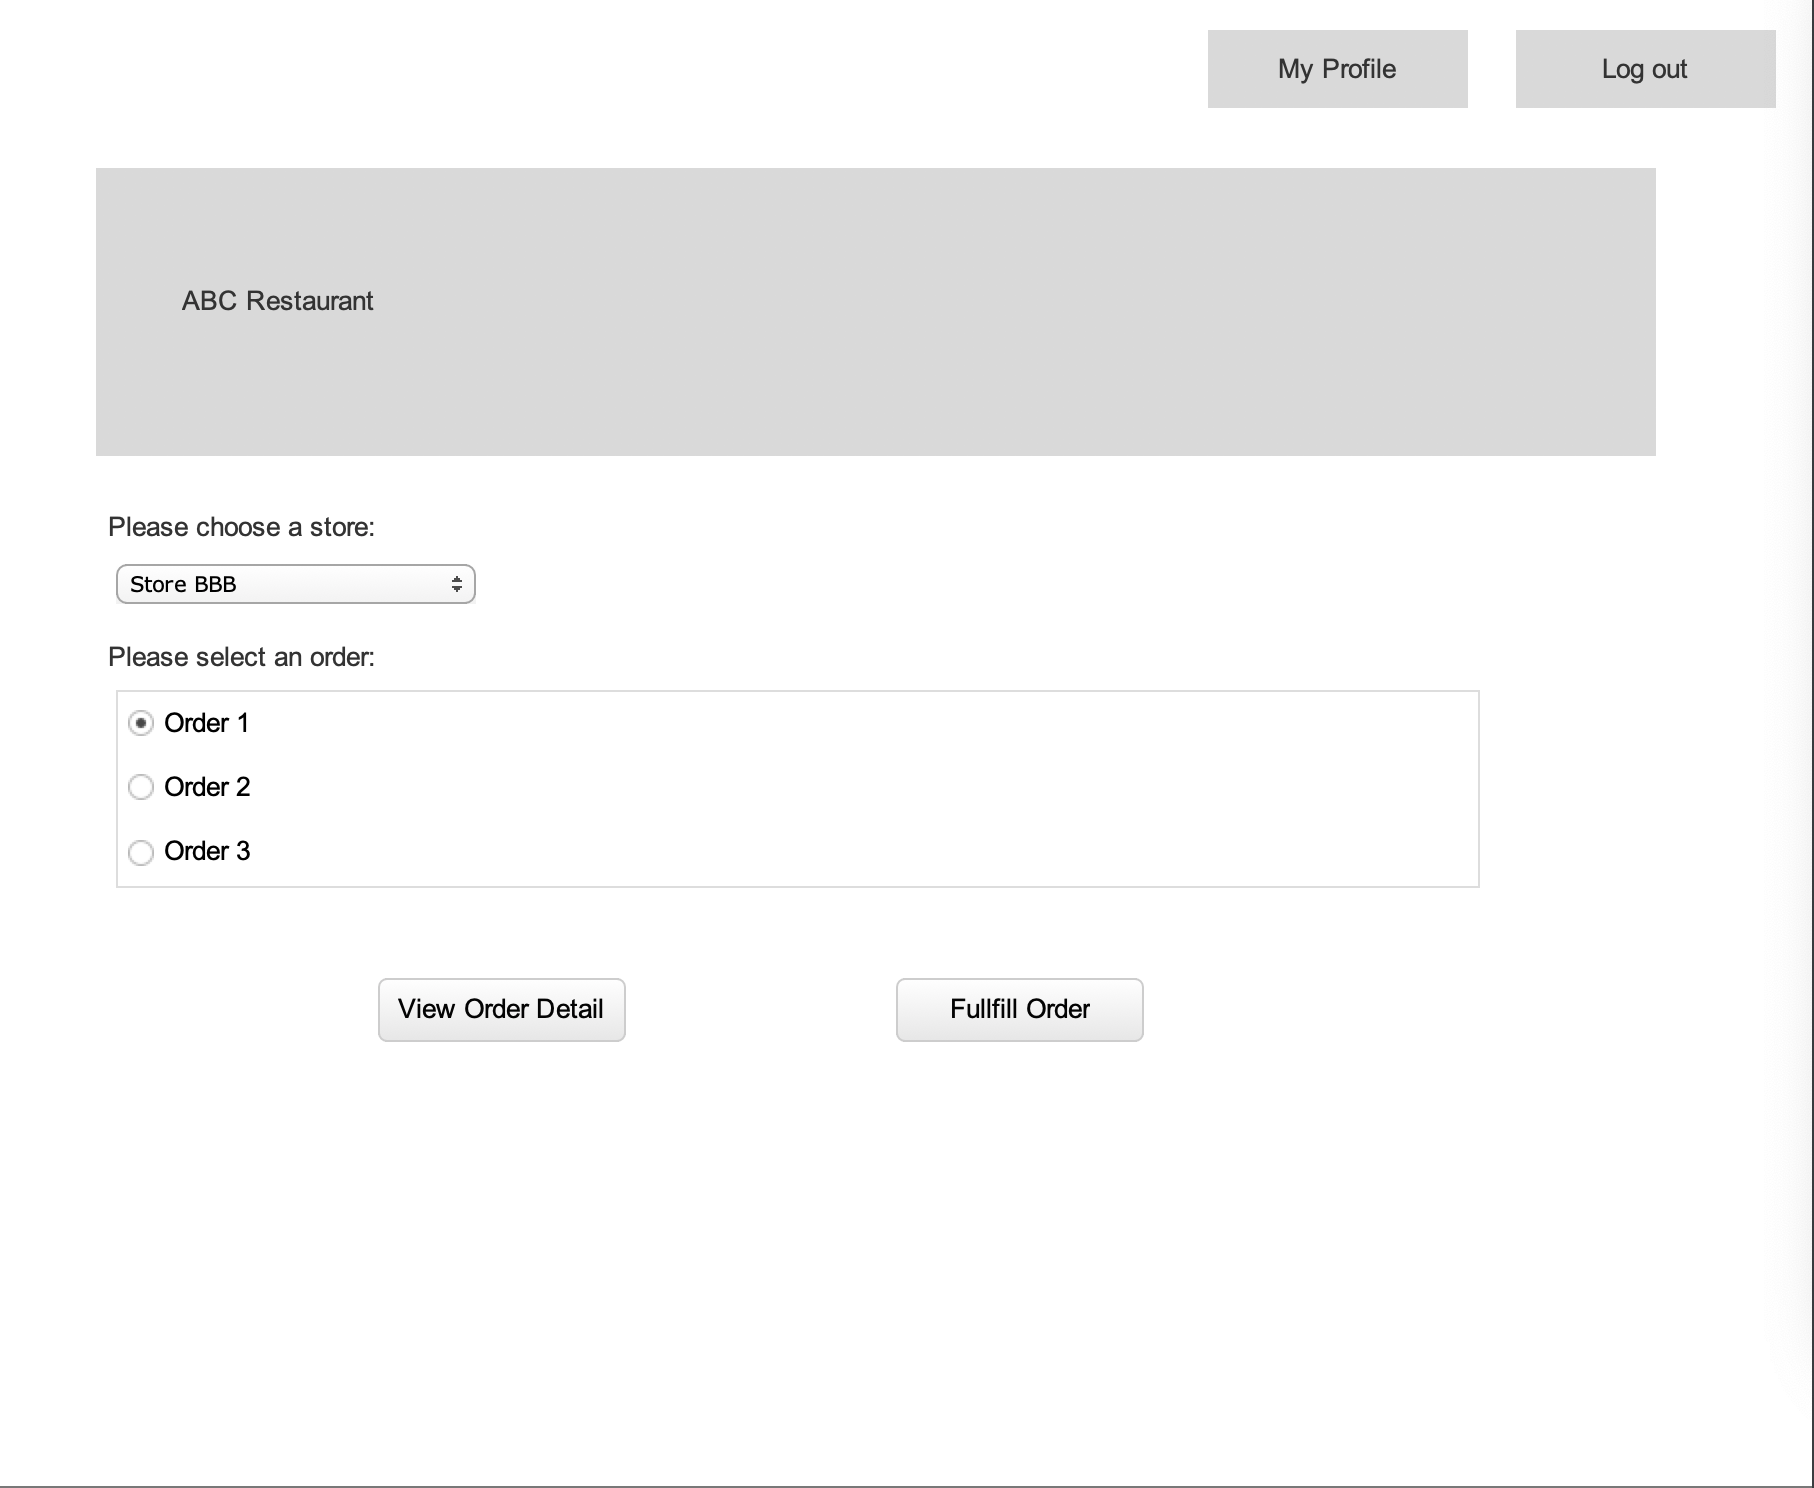 My Profile
Log out
ABC Restaurant
Please choose a store:
Store BBB
Please select an order:
Order 1
Order 2
Order 3
View Order Detail
Fullfill Order